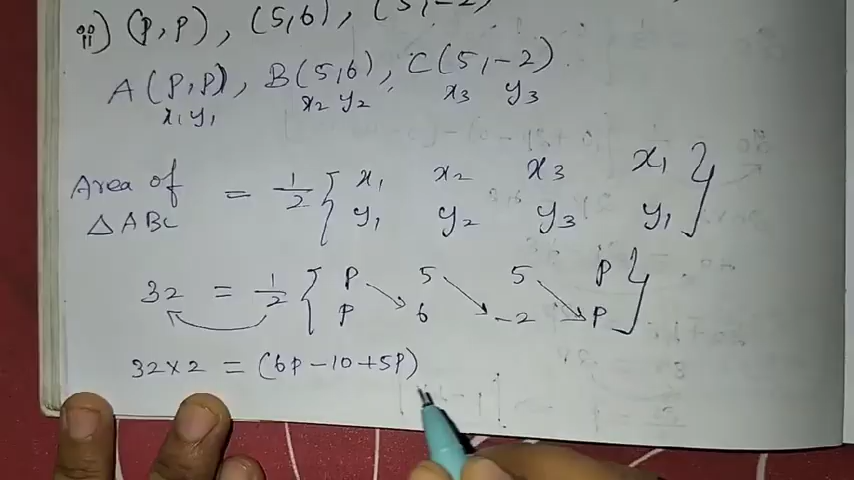 iii) (P, P), (5,6), (5,-2),
A (P,P), B(5,6), C(5,-2).
x₁ y₁ x₂ y₂ x₃ y₃
Area of ΔABC = 1/2 { x₁ x₂ x₃ x₁ }
y₁ y₂ y₃ y₁
32 = 1/2 { P 5 5 P }
P 6 -2 P
32×2 = (6P-10+5P)